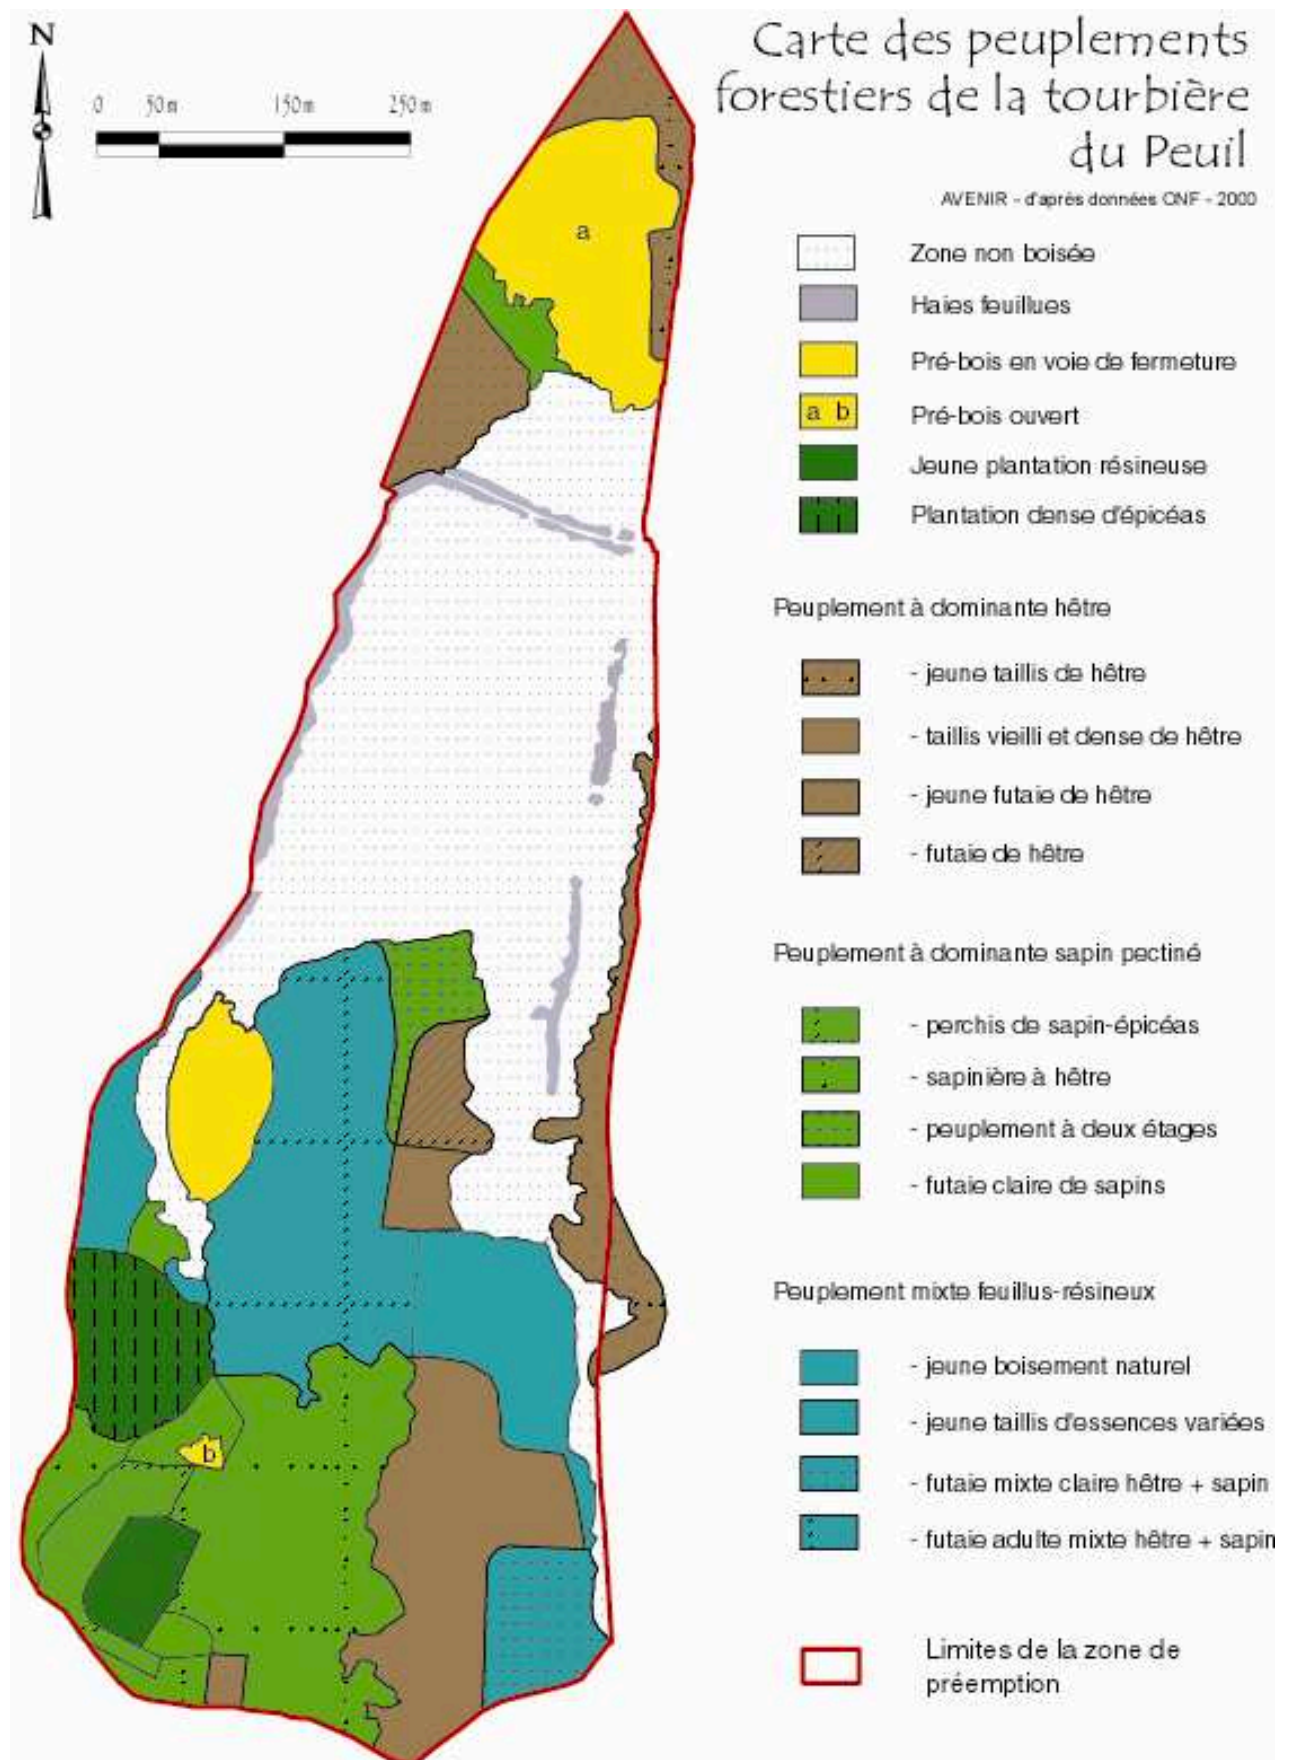 Carte des peuplements
forestiers de la tourbière
du Peuil
AVENIR - d'après données ONF - 2000
N
0 50m 150m 250m
a
b
Zone non boisée
Haies feuillues
Pré-bois en voie de fermeture
a b
Pré-bois ouvert
Jeune plantation résineuse
Plantation dense d'épicéas
Peuplement à dominante hêtre
- jeune taillis de hêtre
- taillis vieilli et dense de hêtre
- jeune futaie de hêtre
- futaie de hêtre
Peuplement à dominante sapin pectiné
- perchis de sapin-épicéas
- sapinière à hêtre
- peuplement à deux étages
- futaie claire de sapins
Peuplement mixte feuillus-résineux
- jeune boisement naturel
- jeune taillis d'essences variées
- futaie mixte claire hêtre + sapin
- futaie adulte mixte hêtre + sapin
Limites de la zone de
préemption